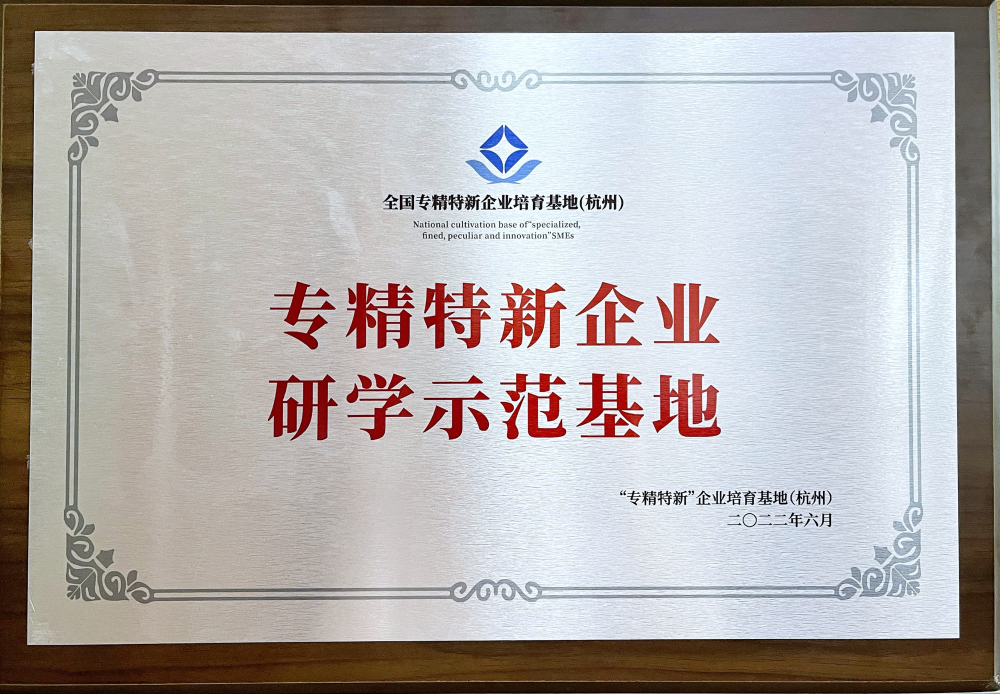 全国专精特新企业培育基地(杭州)
National cultivation base of"specialized,
fined, peculiar and innovation"SMEs
专精特新企业
研学示范基地
“专精特新”企业培育基地(杭州)
二〇二二年六月